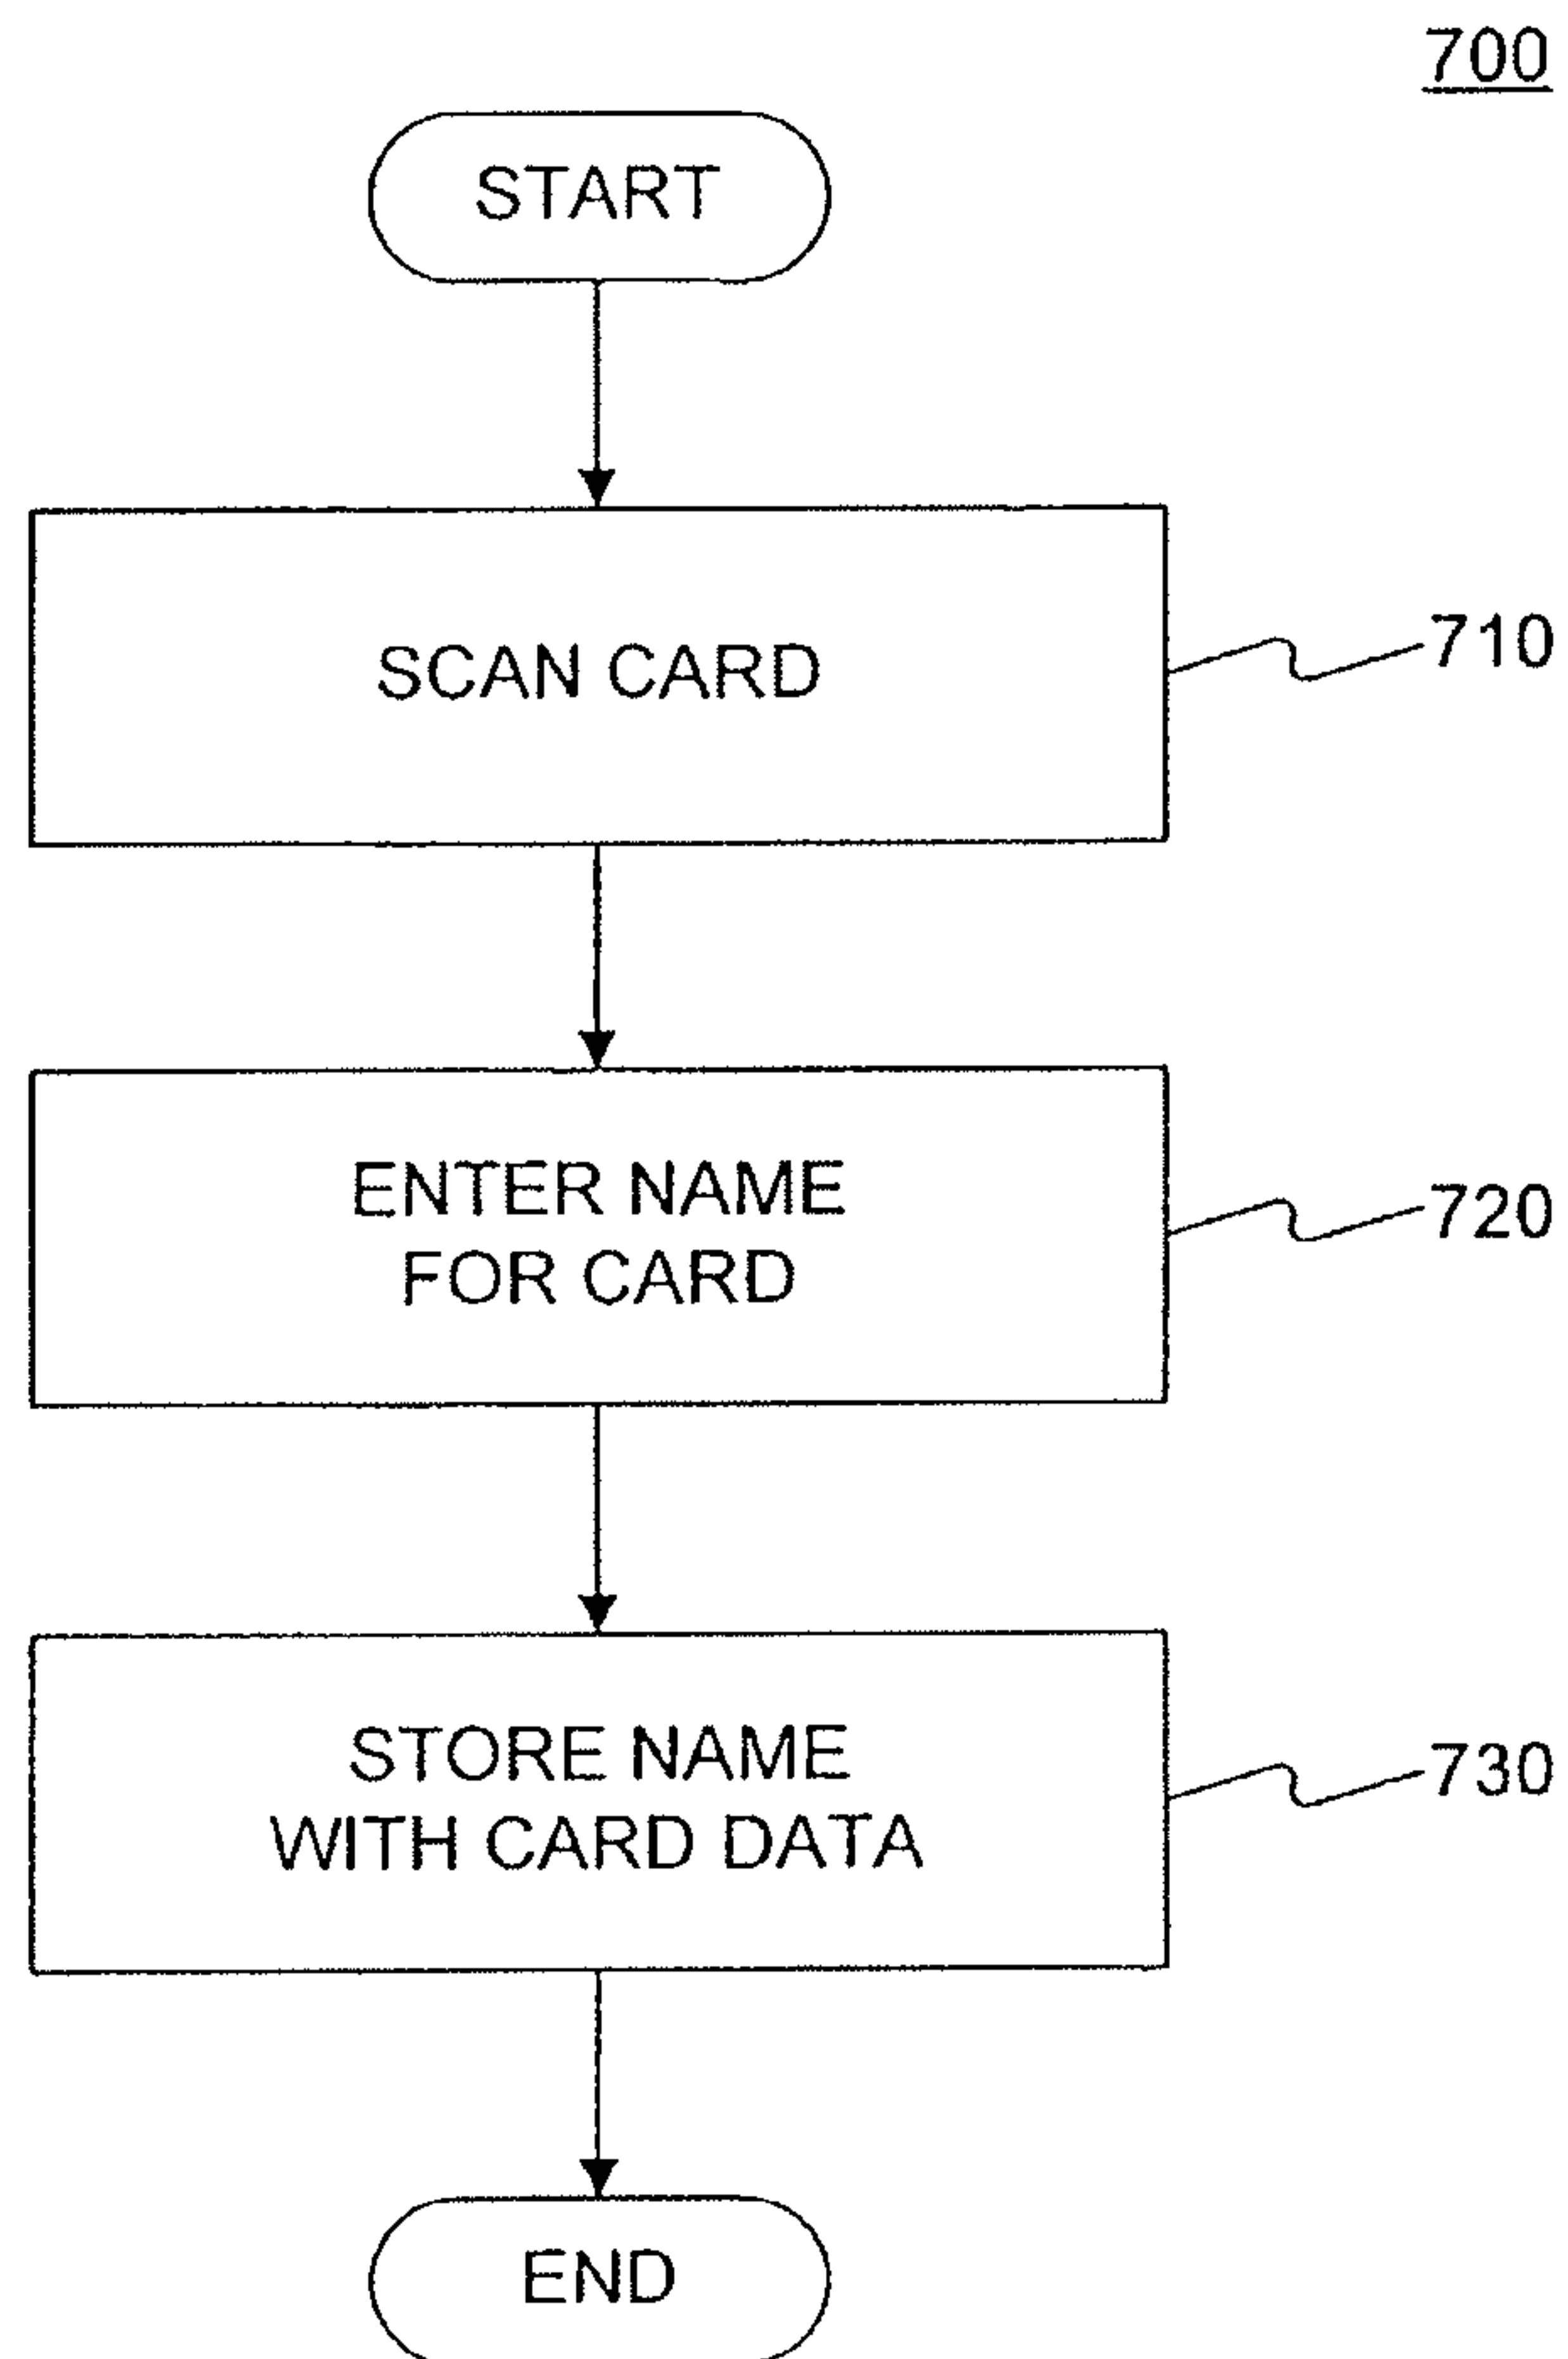 700
START
SCAN CARD
710
ENTER NAME
FOR CARD
720
STORE NAME
WITH CARD DATA
730
END